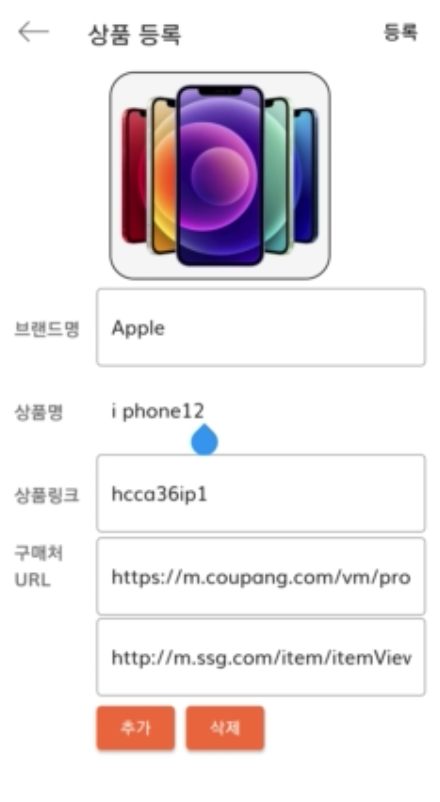 상품 등록 등록
브랜드명 Apple
상품명 i phone12
상품링크 hcca36ip1
구매처
URL
https://m.coupang.com/vm/pro
http://m.ssg.com/item/itemView
추가 삭제